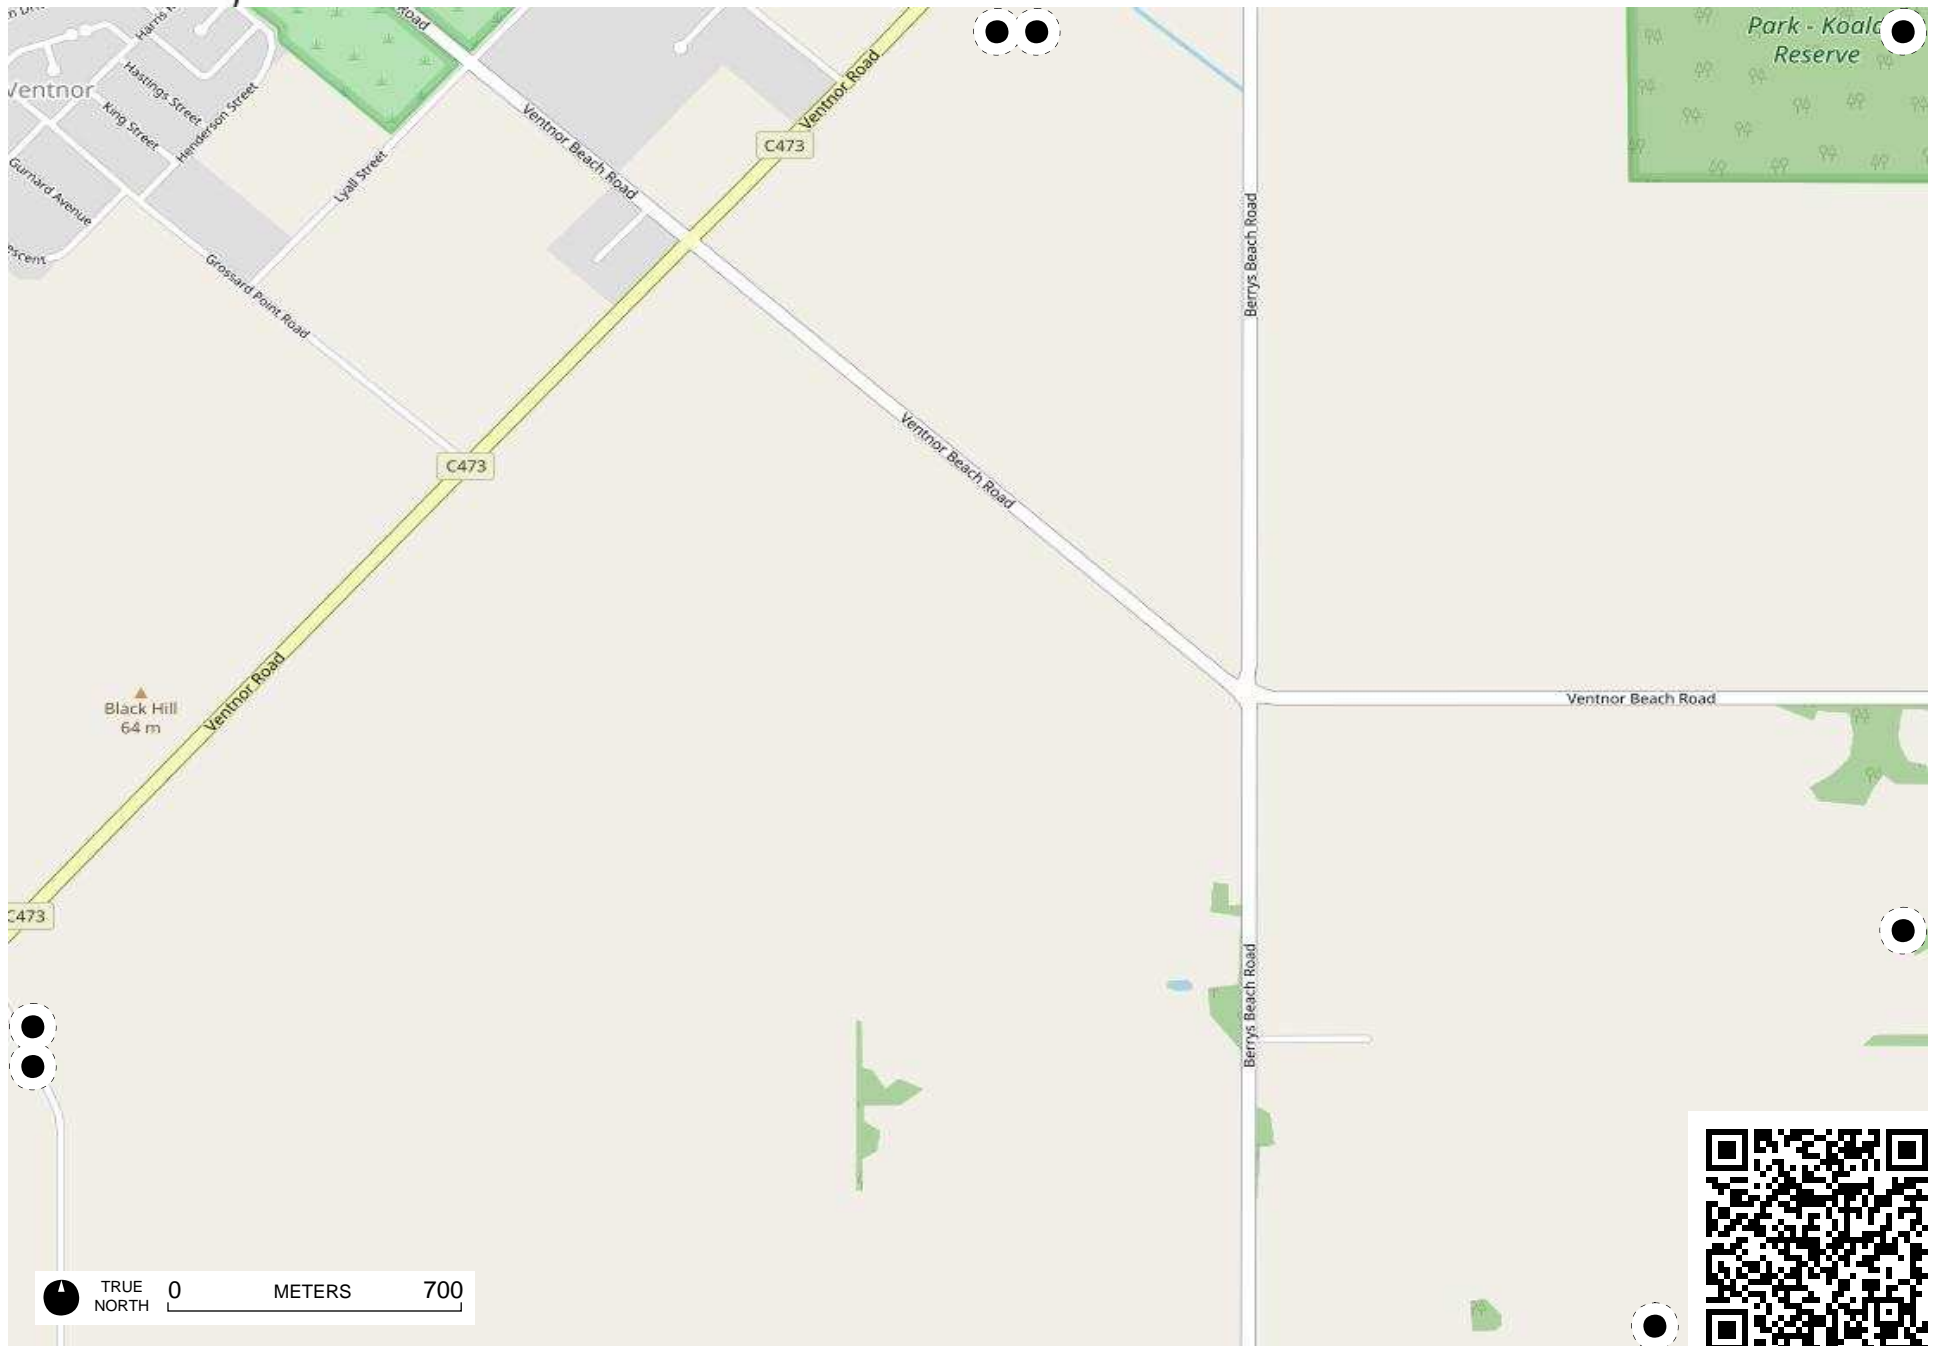 Harris
Road
Park - Koala
Reserve
Ventnor
Hastings Street
King Street
Henderson Street
Gurnard Avenue
Lyall Street
Ventnor Beach Road
Ventnor Road
C473
Grossard Point Road
Berrys Beach Road
Ventnor Beach Road
C473
Ventnor Road
Black Hill
64 m
Ventnor Beach Road
C473
Berrys Beach Road
TRUE
NORTH
0 METERS 700